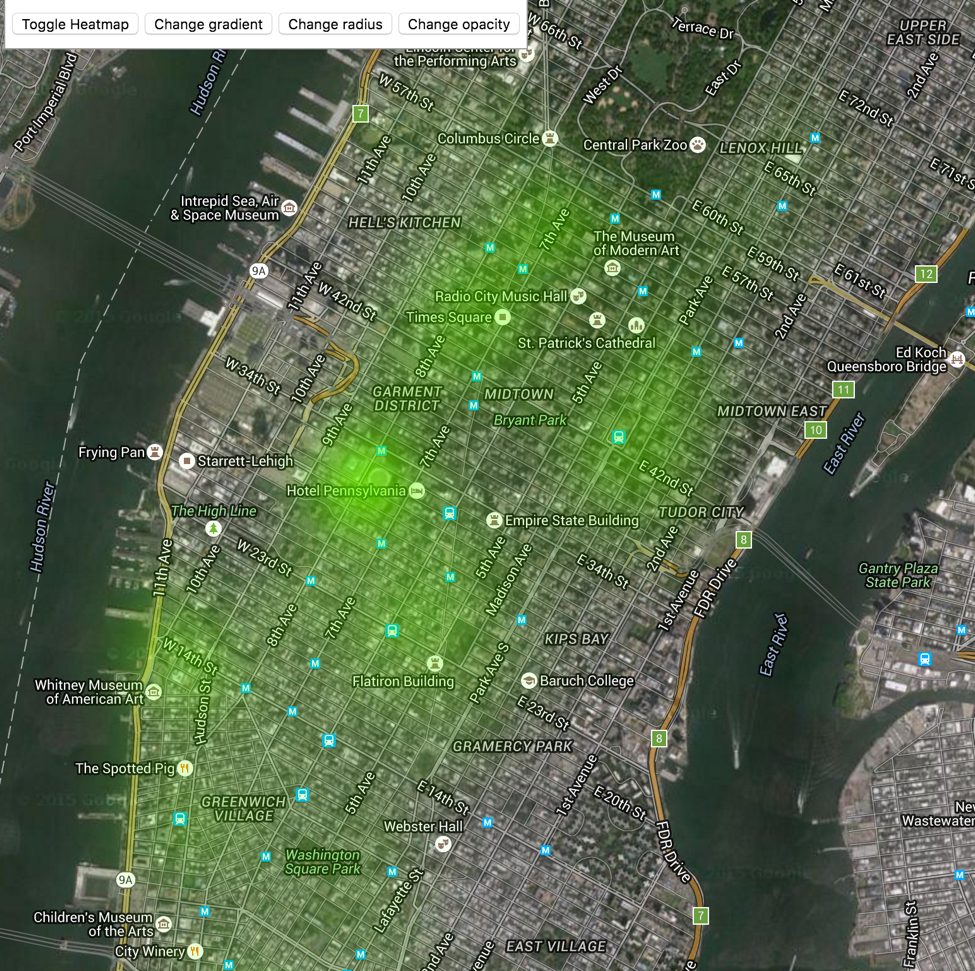 Toggle Heatmap
Change gradient
Change radius
Change opacity
W 66th St
Terrace Dr
UPPER
EAST SIDE
Lincoln Center for
the Performing Arts
West Dr
East Dr
2nd Ave
Port Imperial Blvd
Hudson
W 57th St
E 72nd St
7
Columbus Circle
Central Park Zoo
LENOX HILL
11th Ave
10th Ave
E 65th St
E 71st S
Intrepid Sea, Air
& Space Museum
HELL'S KITCHEN
7th Ave
E 60th St
The Museum
of Modern Art
E 59th St
9A
11th Ave
W 42nd St
E 57th St
E 61st St
12
Radio City Music Hall
Park Ave
2nd Ave
Times Square
St. Patrick's Cathedral
8th Ave
Ed Koch
Queensboro Bridge
W 34th St
10th Ave
GARMENT
DISTRICT
MIDTOWN
5th Ave
11
MIDTOWN EAST
Bryant Park
9th Ave
7th Ave
10
East River
Frying Pan
Starrett-Lehigh
E 42nd St
Hotel Pennsylvania
The High Line
Hudson River
Empire State Building
TUDOR CITY
8
W 23rd St
11th Ave
10th Ave
5th Ave
Madison Ave
E 34th St
2nd Ave
Gantry Plaza
State Park
8th Ave
7th Ave
1st Avenue
FDR Drive
KIPS BAY
East River
W 14th St
Whitney Museum
of American Art
Hudson St
Flatiron Building
Park Ave S
Baruch College
E 23rd St
GRAMERCY PARK
8
The Spotted Pig
GREENWICH
VILLAGE
5th Ave
E 14th St
1st Avenue
E 20th St
Webster Hall
New
Wastewater
Washington
Square Park
FDR Drive
9A
Lafayette St
7
Children's Museum
of the Arts
City Winery
2nd Ave
EAST VILLAGE
Franklin St